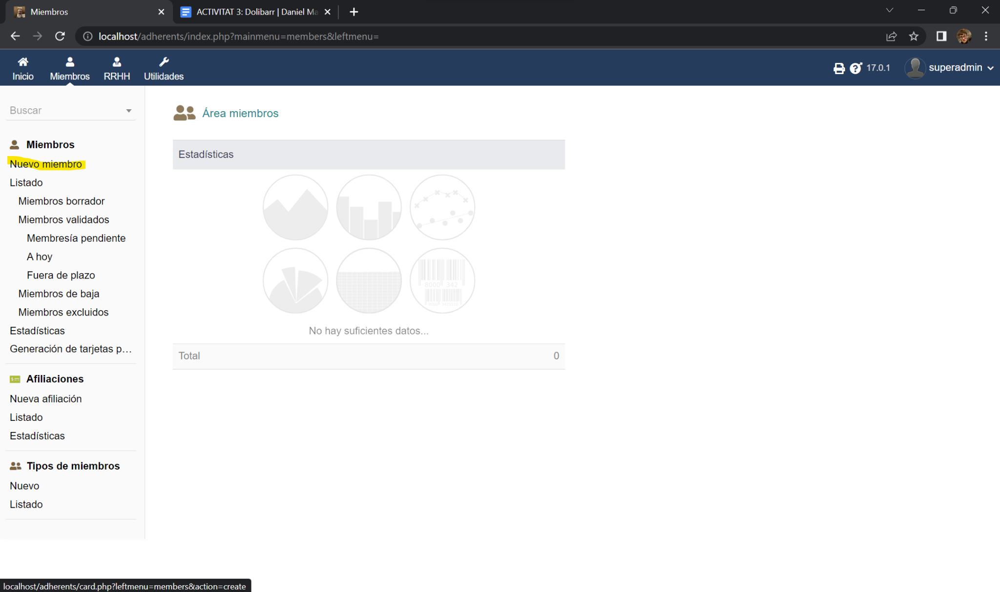 Miembros
ACTIVITAT 3: Dolibarr | Daniel Ma
localhost/adherents/index.php?mainmenu=members&leftmenu=
Inicio
Miembros
RRHH
Utilidades
17.0.1
superadmin
Buscar
Miembros
Nuevo miembro
Listado
Miembros borrador
Miembros validados
Membresía pendiente
A hoy
Fuera de plazo
Miembros de baja
Miembros excluidos
Estadísticas
Generación de tarjetas p...
Afiliaciones
Nueva afiliación
Listado
Estadísticas
Tipos de miembros
Nuevo
Listado
Área miembros
Estadísticas
8000 342
No hay suficientes datos...
Total 0
localhost/adherents/card.php?leftmenu=members&action=create